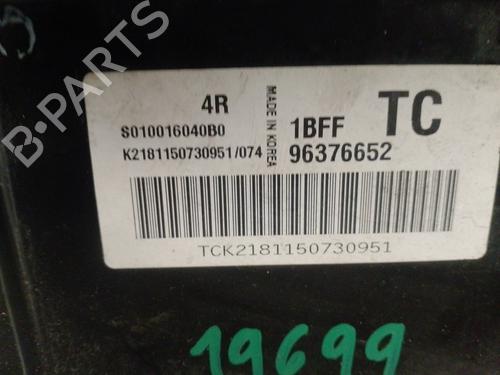 4R
S010016040B0
K2181150730951/074
MADE IN KOREA
1BFF
TC
96376652
TCK2181150730951
19699
B-PARTS